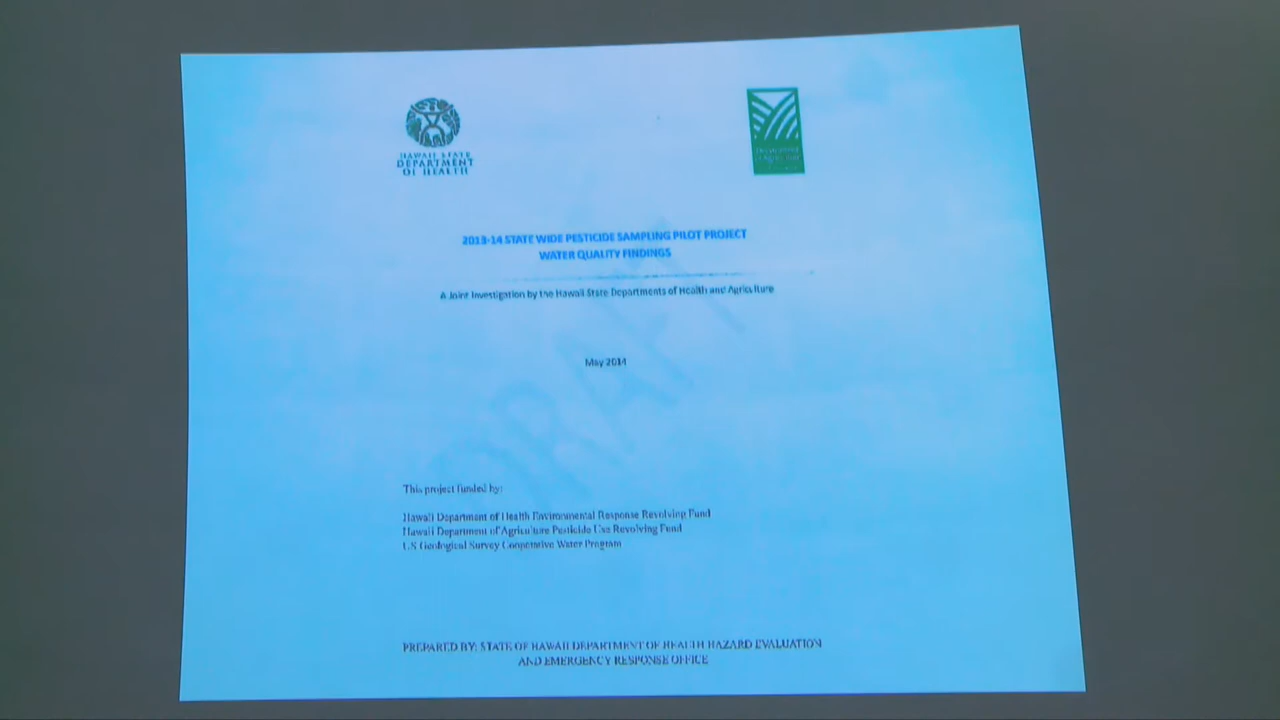 HAWAII STATE
DEPARTMENT
OF HEALTH
2013-14 STATE WIDE PESTICIDE SAMPLING PILOT PROJECT
WATER QUALITY FINDINGS
A Joint Investigation by the Hawaii State Departments of Health and Agriculture
May 2014
DRAFT
This project funded by:
Hawaii Department of Health Environmental Response Revolving Fund
Hawaii Department of Agriculture Pesticide Use Revolving Fund
US Geological Survey Cooperative Water Program
PREPARED BY: STATE OF HAWAII DEPARTMENT OF HEALTH HAZARD EVALUATION
AND EMERGENCY RESPONSE OFFICE